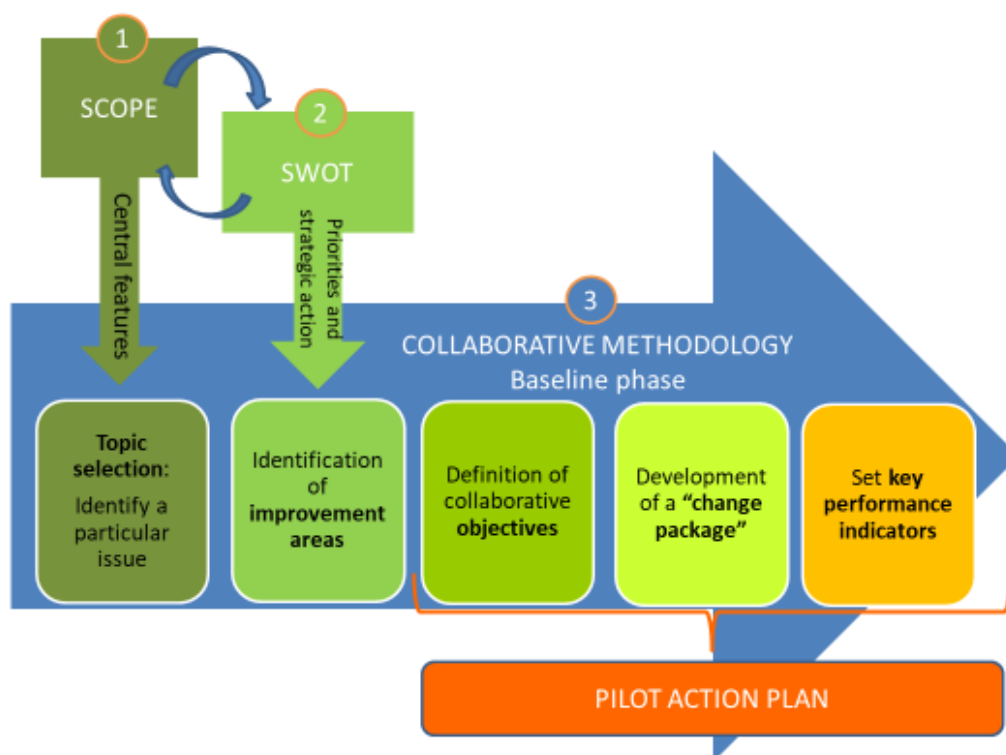 1
SCOPE
2
SWOT
Central features
Priorities and
strategic action
3
COLLABORATIVE METHODOLOGY
Baseline phase
Topic
selection:
Identify a
particular
issue
Identification
of
improvement
areas
Definition of
collaborative
objectives
Development
of a “change
package”
Set key
performance
indicators
PILOT ACTION PLAN